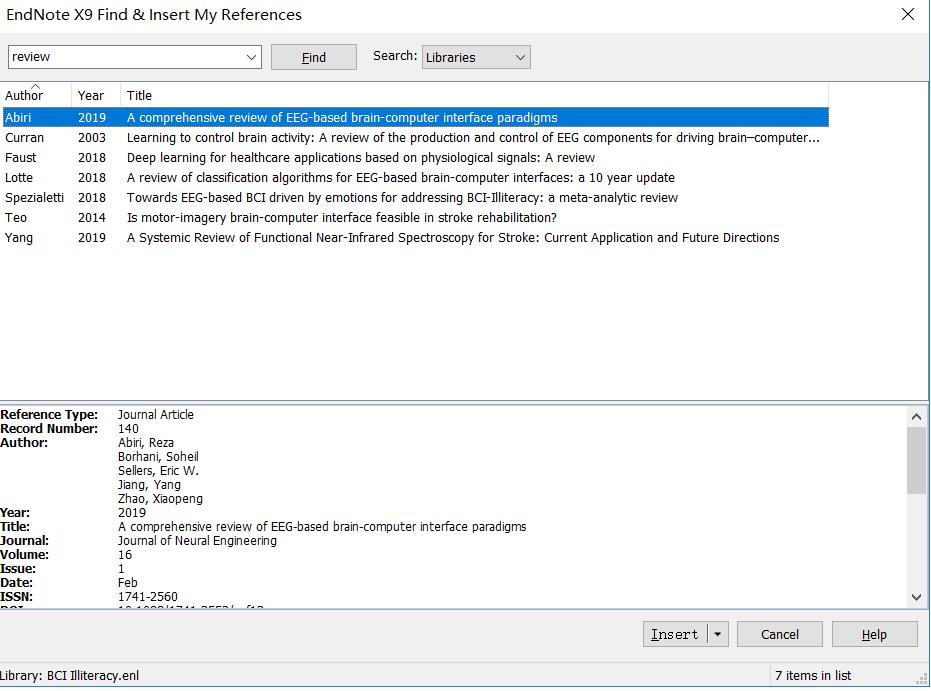 EndNote X9 Find & Insert My References
review
Find
Search: Libraries
Author Year Title
Abiri 2019 A comprehensive review of EEG-based brain-computer interface paradigms
Curran 2003 Learning to control brain activity: A review of the production and control of EEG components for driving brain–computer...
Faust 2018 Deep learning for healthcare applications based on physiological signals: A review
Lotte 2018 A review of classification algorithms for EEG-based brain-computer interfaces: a 10 year update
Spezialetti 2018 Towards EEG-based BCI driven by emotions for addressing BCI-Illiteracy: a meta-analytic review
Teo 2014 Is motor-imagery brain-computer interface feasible in stroke rehabilitation?
Yang 2019 A Systemic Review of Functional Near-Infrared Spectroscopy for Stroke: Current Application and Future Directions
Reference Type: Journal Article
Record Number: 140
Author: Abiri, Reza
Borhani, Soheil
Sellers, Eric W.
Jiang, Yang
Zhao, Xiaopeng
Year: 2019
Title: A comprehensive review of EEG-based brain-computer interface paradigms
Journal: Journal of Neural Engineering
Volume: 16
Issue: 1
Date: Feb
ISSN: 1741-2560
Insert Cancel Help
Library: BCI Illiteracy.enl 7 items in list